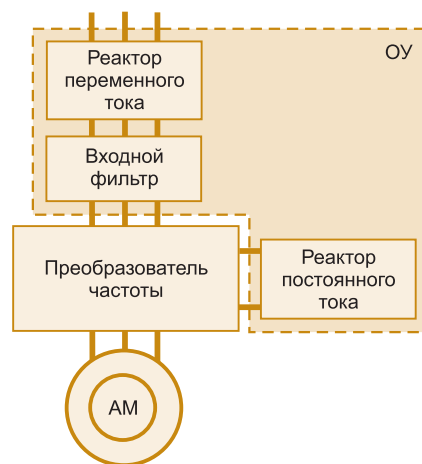 ОУ
Реактор
переменного
тока
Входной
фильтр
Преобразователь
частоты
Реактор
постоянного
тока
АМ